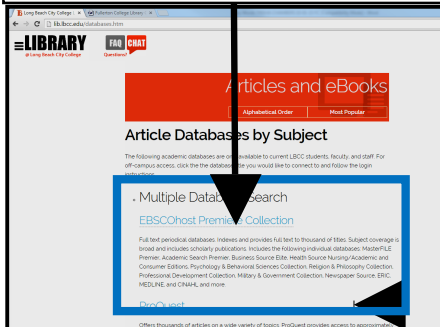 Long Beach City College L
Fullerton College Library
lib.lbcc.edu/databases.htm
LIBRARY
@ Long Beach City College
FAQ CHAT
Questions?
Articles and eBooks
Alphabetical Order Most Popular
Article Databases by Subject
The following academic databases are only available to current LBCC students, faculty, and staff. For
off-campus access, click the the database title you would like to connect to and follow the login
instructions.
Multiple Database Search
EBSCOhost Premiere Collection
Full text periodical databases. Indexes and provides full text to thousand of titles. Subject coverage is
broad and includes scholarly publications. Includes the following individual databases: MasterFILE
Premier, Academic Search Premier, Business Source Elite, Health Source Nursing/Academic and
Consumer Editions, Psychology & Behavioral Sciences Collection, Religion & Philosophy Collection,
Professional Development Collection, Military & Government Collection, Newspaper Source, ERIC,
MEDLINE, and CINAHL, and more.
ProQuest
Offers thousands of articles on a wide variety of topics. ProQuest provides access to approximately